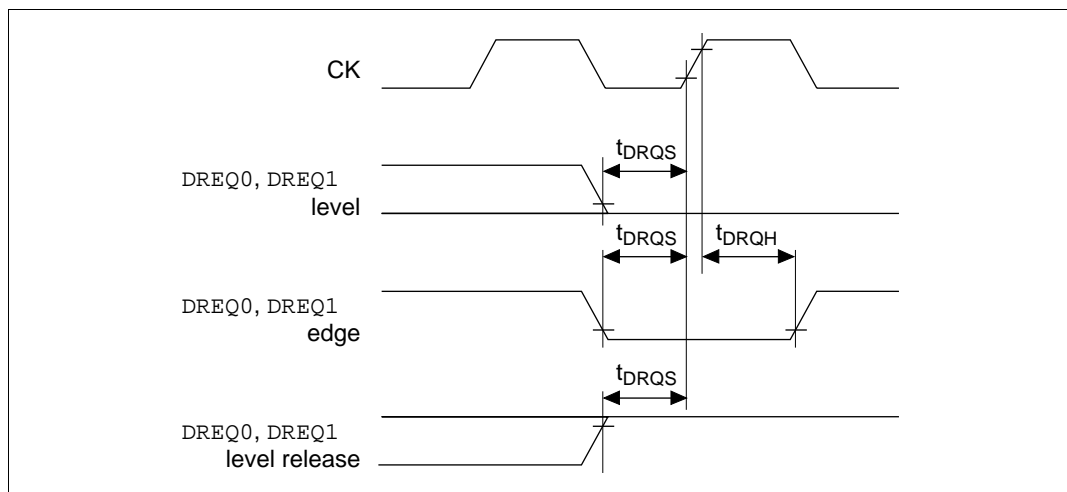 CK
tDRQS
DREQ0, DREQ1
level
tDRQS
tDRQH
DREQ0, DREQ1
edge
tDRQS
DREQ0, DREQ1
level release